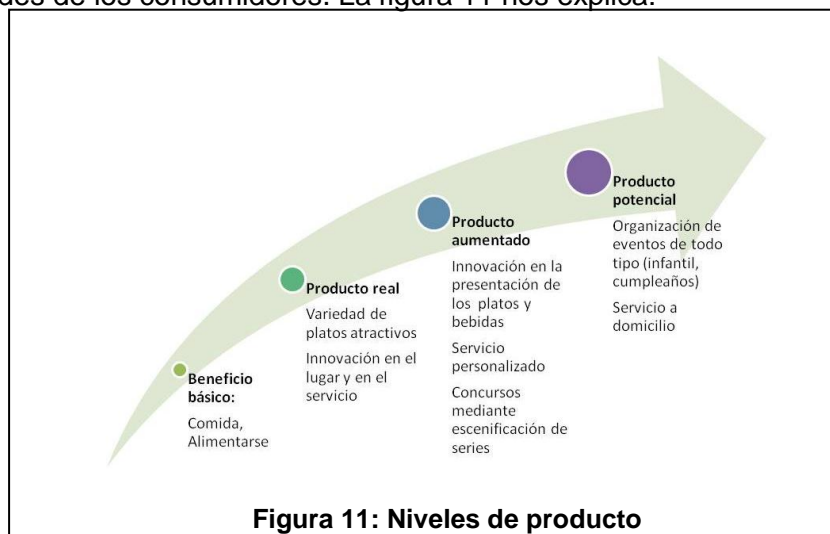 des de los consumidores. La figura 11 nos explica.
Beneficio
básico:
Comida,
Alimentarse
Producto real
Variedad de
platos atractivos
Innovación en el
lugar y en el
servicio
Producto
aumentado
Innovación en la
presentación de
los platos y
bebidas
Servicio
personalizado
Concursos
mediante
escenificación de
series
Producto
potencial
Organización de
eventos de todo
tipo (infantil,
cumpleaños)
Servicio a
domicilio
Figura 11: Niveles de producto